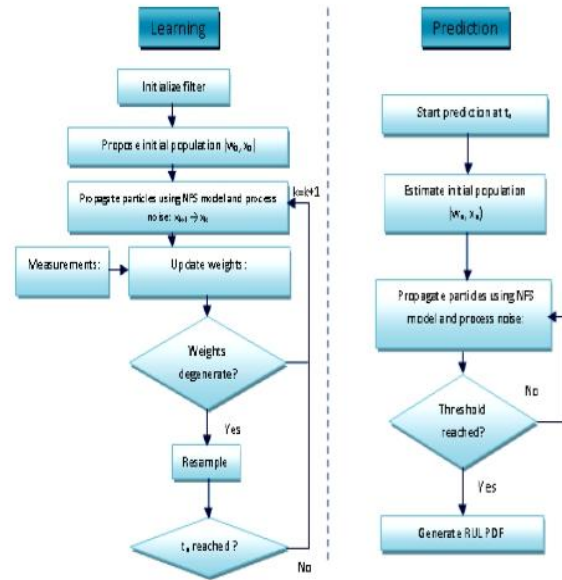 Learning
Initialize filter
Propose initial population |w₀, x₀|
k=k+1
Propagate particles using NFS model and process
noise: xₖ₋₁ → xₖ
Measurements:
Update weights:
Weights
degenerate?
Yes
Resample
No
Prediction
Start prediction at
Estimate initial population
Propagate particles using NFS
model and process noise:
No
Threshold
reached?
Yes
Generate RUL PDF
reached ?